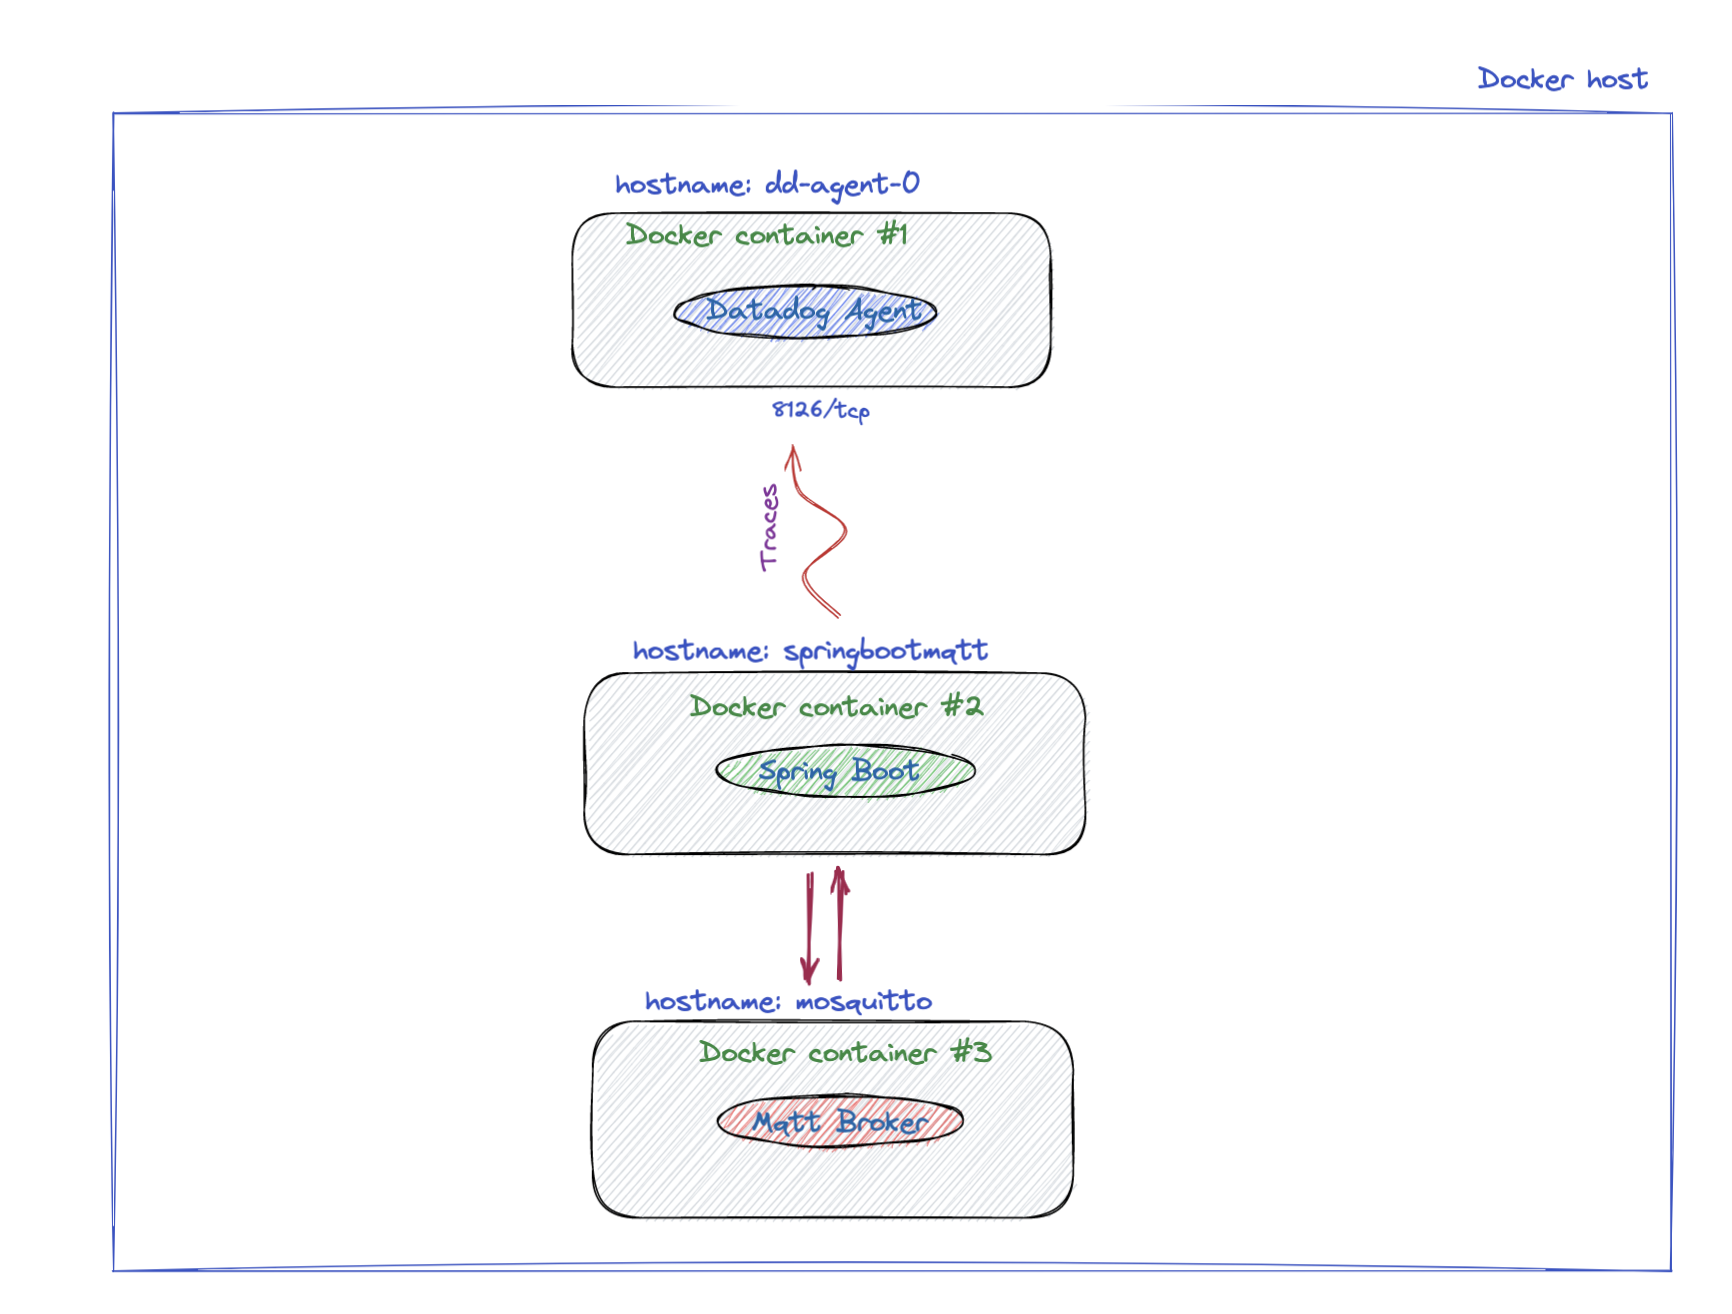 Docker host
hostname: dd-agent-0
Docker container #1
Datadog Agent
8126/tcp
Traces
hostname: springbootmqtt
Docker container #2
Spring Boot
hostname: mosquitto
Docker container #3
Mqtt Broker